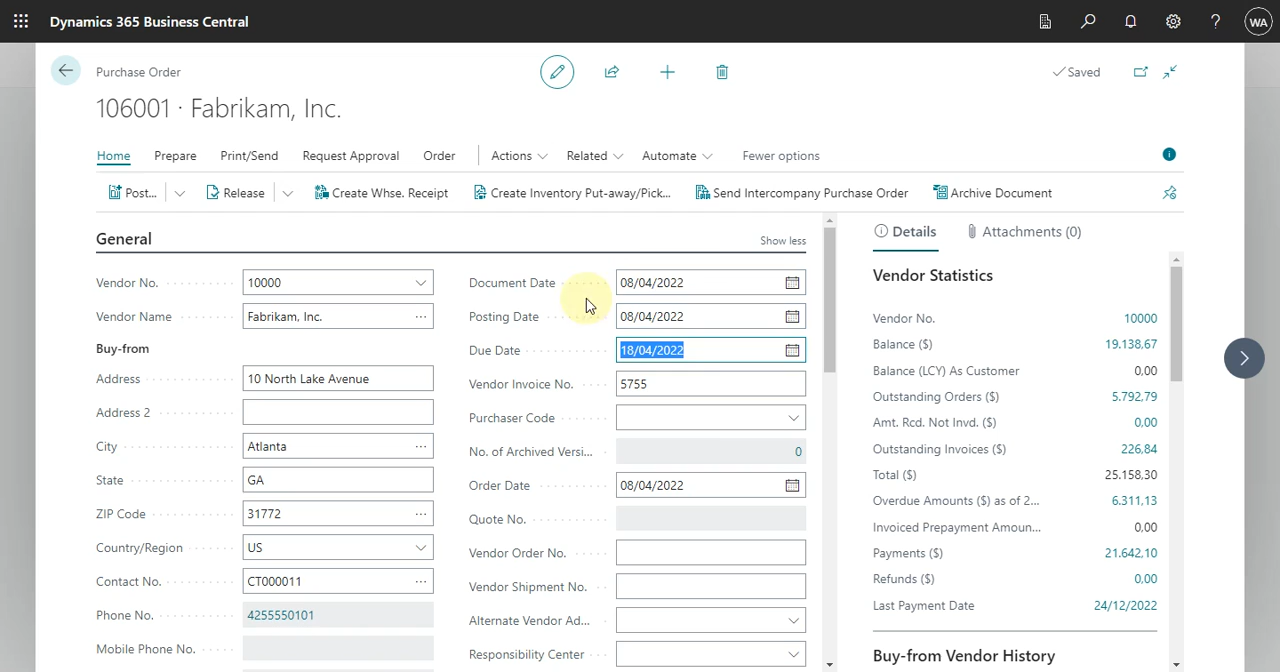 Dynamics 365 Business Central
WA
Purchase Order
Saved
106001 · Fabrikam, Inc.
Home Prepare Print/Send Request Approval Order Actions Related Automate Fewer options
Post... Release Create Whse. Receipt Create Inventory Put-away/Pick... Send Intercompany Purchase Order Archive Document
General
Show less
Vendor No. 10000
Vendor Name Fabrikam, Inc.
Buy-from
Address 10 North Lake Avenue
Address 2
City Atlanta
State GA
ZIP Code 31772
Country/Region US
Contact No. CT000011
Phone No. 4255550101
Mobile Phone No.
Document Date 08/04/2022
Posting Date 08/04/2022
Due Date 18/04/2022
Vendor Invoice No. 5755
Purchaser Code
No. of Archived Versi... 0
Order Date 08/04/2022
Quote No.
Vendor Order No.
Vendor Shipment No.
Alternate Vendor Ad...
Responsibility Center
Details Attachments (0)
Vendor Statistics
Vendor No. 10000
Balance ($) 19.138,67
Balance (LCY) As Customer 0,00
Outstanding Orders ($) 5.792,79
Amt. Rcd. Not Invd. ($) 0,00
Outstanding Invoices ($) 226,84
Total ($) 25.158,30
Overdue Amounts ($) as of 2... 6.311,13
Invoiced Prepayment Amoun... 0,00
Payments ($) 21.642,10
Refunds ($) 0,00
Last Payment Date 24/12/2022
Buy-from Vendor History